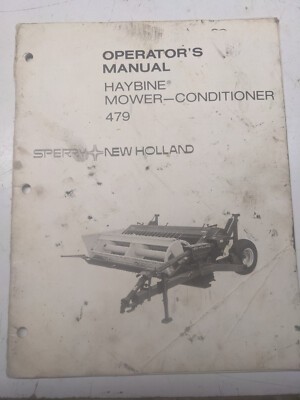 OPERATOR'S
MANUAL
HAYBINE®
MOWER—CONDITIONER
479
SPERRY NEW HOLLAND